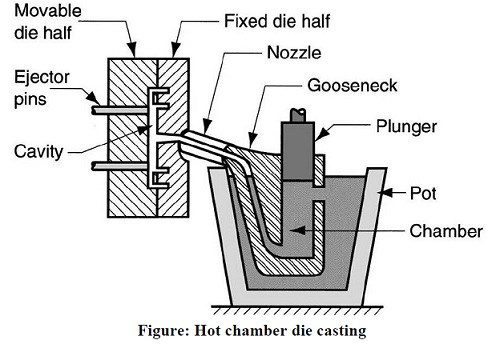 Movable
die half
Fixed die half
Nozzle
Ejector
pins
Gooseneck
Plunger
Cavity
Pot
Chamber
Figure: Hot chamber die casting